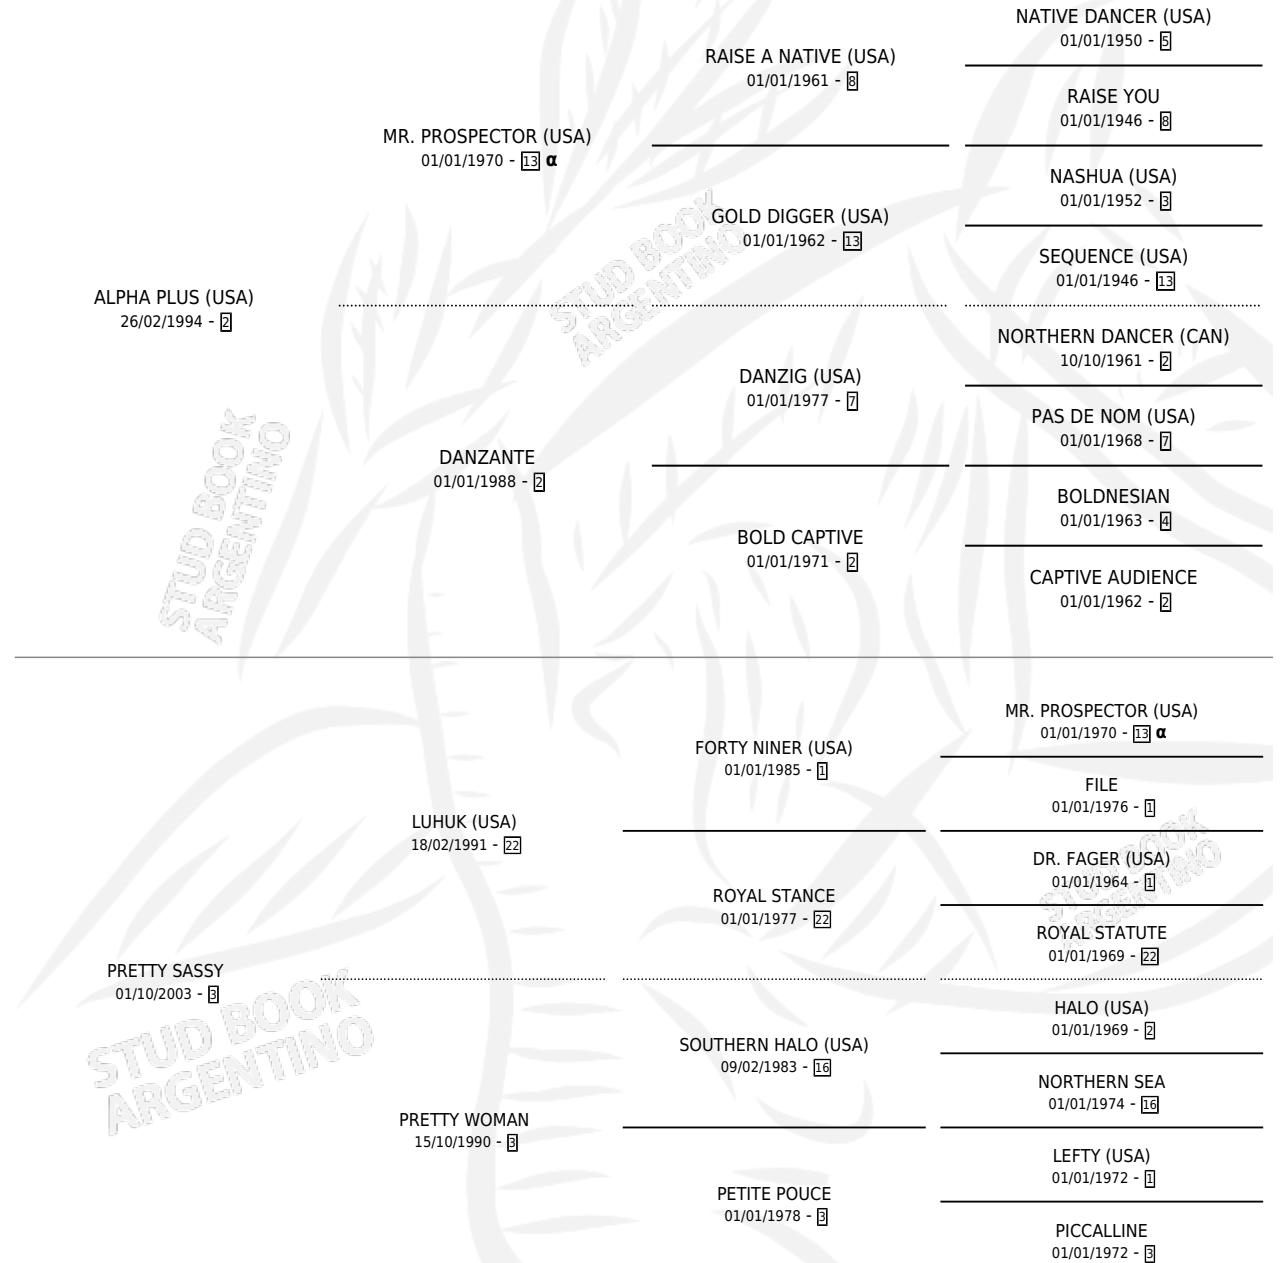 NATIVE DANCER (USA)
01/01/1950 - 5
RAISE A NATIVE (USA)
01/01/1961 - 8
RAISE YOU
01/01/1946 - 8
MR. PROSPECTOR (USA)
01/01/1970 - 13 α
NASHUA (USA)
01/01/1952 - 3
GOLD DIGGER (USA)
01/01/1962 - 13
SEQUENCE (USA)
01/01/1946 - 13
ALPHA PLUS (USA)
26/02/1994 - 2
NORTHERN DANCER (CAN)
10/10/1961 - 2
DANZIG (USA)
01/01/1977 - 7
PAS DE NOM (USA)
01/01/1968 - 7
DANZANTE
01/01/1988 - 2
BOLDNESIAN
01/01/1963 - 4
BOLD CAPTIVE
01/01/1971 - 2
CAPTIVE AUDIENCE
01/01/1962 - 2
MR. PROSPECTOR (USA)
01/01/1970 - 13 α
FORTY NINER (USA)
01/01/1985 - 1
FILE
01/01/1976 - 1
LUHUK (USA)
18/02/1991 - 22
DR. FAGER (USA)
01/01/1964 - 1
ROYAL STANCE
01/01/1977 - 22
ROYAL STATUTE
01/01/1969 - 22
PRETTY SASSY
01/10/2003 - 3
HALO (USA)
01/01/1969 - 2
SOUTHERN HALO (USA)
09/02/1983 - 16
NORTHERN SEA
01/01/1974 - 16
PRETTY WOMAN
15/10/1990 - 3
LEFTY (USA)
01/01/1972 - 1
PETITE POUCE
01/01/1978 - 3
PICCALLINE
01/01/1972 - 3
STUD BOOK
ARGENTINO
STUD BOOK
ARGENTINO
STUD BOOK
ARGENTINO
STUD BOOK
ARGENTINO